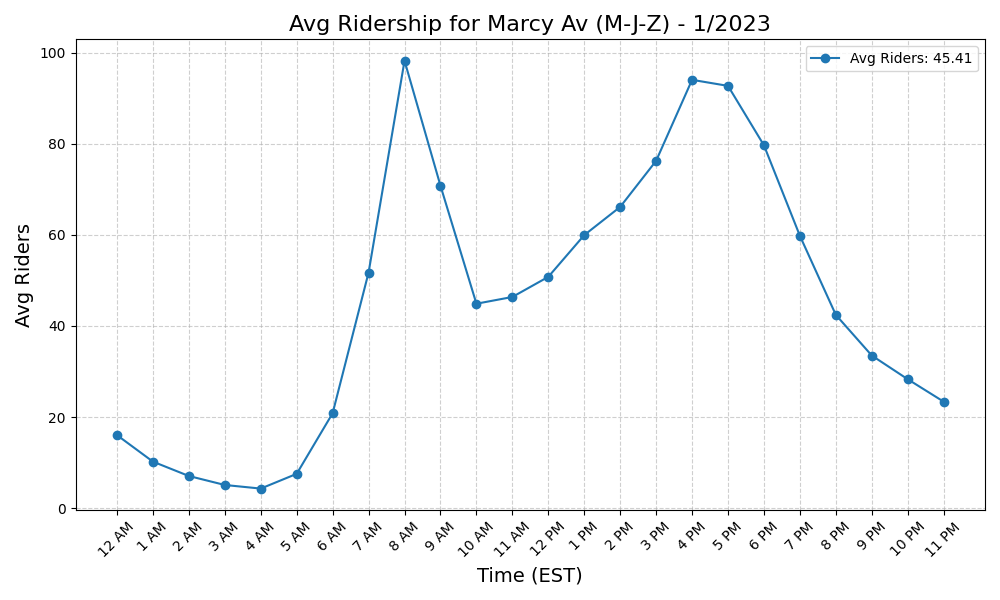 Avg Ridership for Marcy Av (M-J-Z) - 1/2023
Avg Riders: 45.41
Avg Riders
100
80
60
40
20
0
12 AM
1 AM
2 AM
3 AM
4 AM
5 AM
6 AM
7 AM
8 AM
9 AM
10 AM
11 AM
12 PM
1 PM
2 PM
3 PM
4 PM
5 PM
6 PM
7 PM
8 PM
9 PM
10 PM
11 PM
Time (EST)